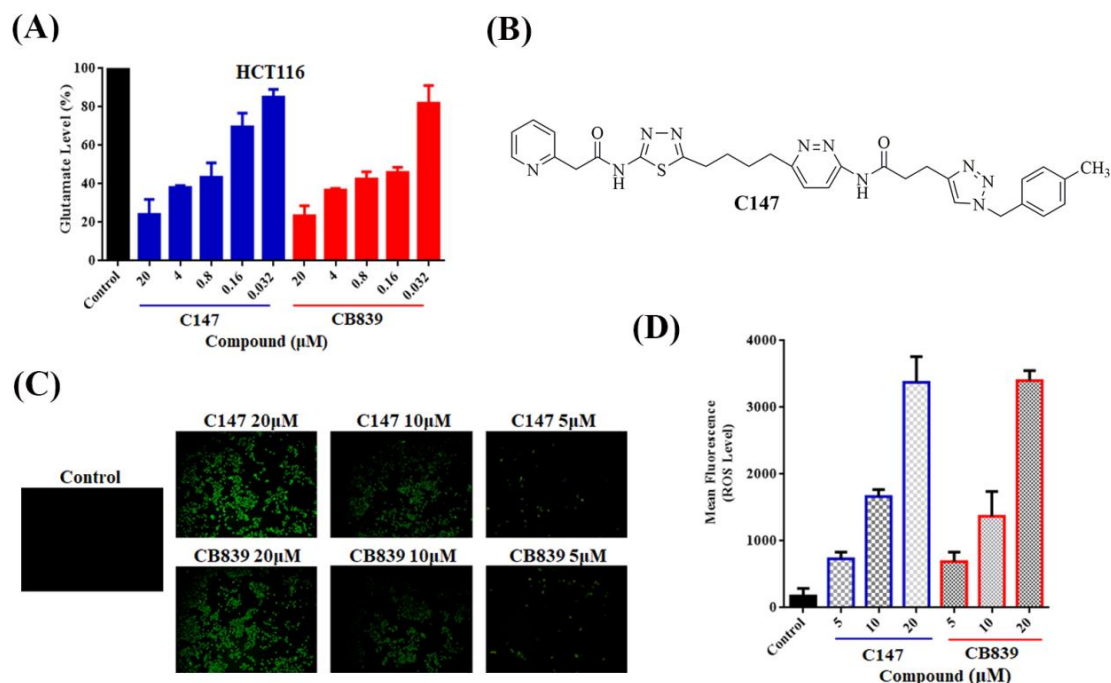 (A)
HCT116
Glutamate Level (%)
100
80
60
40
20
0
Control
20
4
0.8
0.16
0.032
20
4
0.8
0.16
0.032
C147
CB839
Compound (μM)
(B)
N
O
N
H
N
N
S
N
N
N
H
O
N
N
N
CH3
C147
(C)
Control
C147 20μM
C147 10μM
C147 5μM
CB839 20μM
CB839 10μM
CB839 5μM
(D)
Mean Fluorescence
(ROS Level)
4000
3000
2000
1000
0
Control
5
10
20
5
10
20
C147
CB839
Compound (μM)